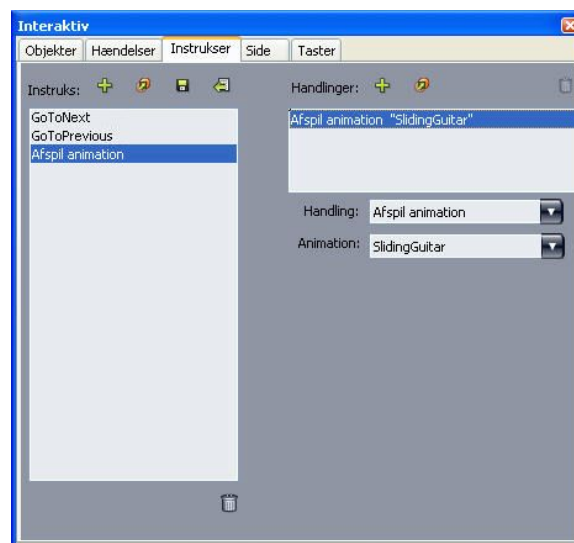 Interaktiv
Objekter Hændelser Instrukser Side Taster
Instruks:
GoToNext
GoToPrevious
Afspil animation
Handlinger:
Afspil animation "SlidingGuitar"
Handling: Afspil animation
Animation: SlidingGuitar